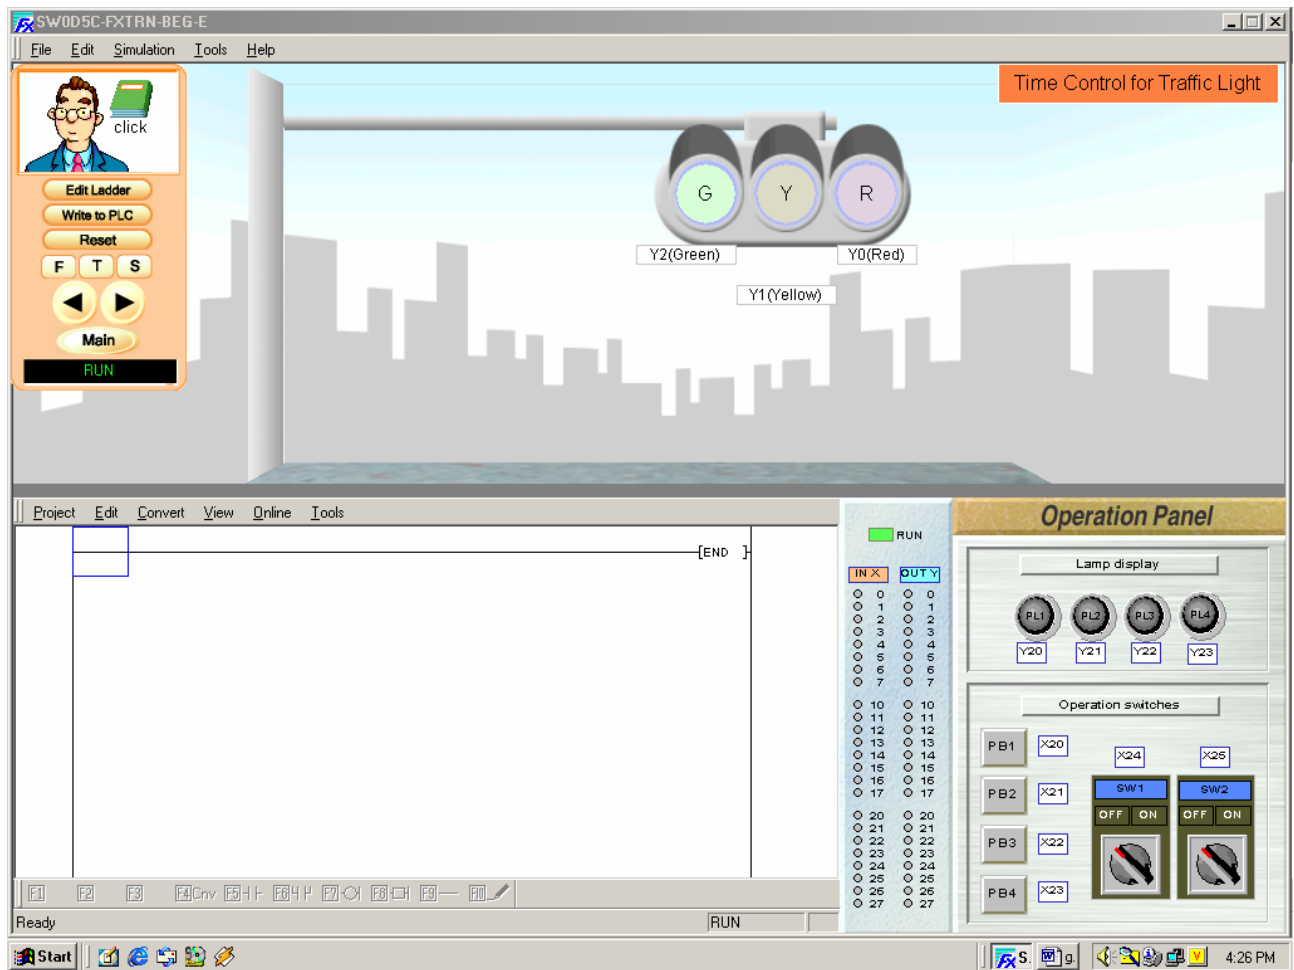 SW0D5C-FXTRN-BEG-E
File Edit Simulation Tools Help
Time Control for Traffic Light
click
Edit Ladder
Write to PLC
Reset
F T S
Main
RUN
G Y R
Y2(Green) Y0(Red)
Y1(Yellow)
Project Edit Convert View Online Tools
[END ]
RUN
IN X OUT Y
0 0
1 1
2 2
3 3
4 4
5 5
6 6
7 7
10 10
11 11
12 12
13 13
14 14
15 15
16 16
17 17
20 20
21 21
22 22
23 23
24 24
25 25
26 26
27 27
Operation Panel
Lamp display
PL1 PL2 PL3 PL4
Y20 Y21 Y22 Y23
Operation switches
PB1 X20
PB2 X21
PB3 X22
PB4 X23
X24 X25
SW1 SW2
OFF ON OFF ON
F1 F2 F3 F4Cnv F5 F6 F7 F8 F9 F10
Ready RUN
Start FX S. g. V 4:26 PM